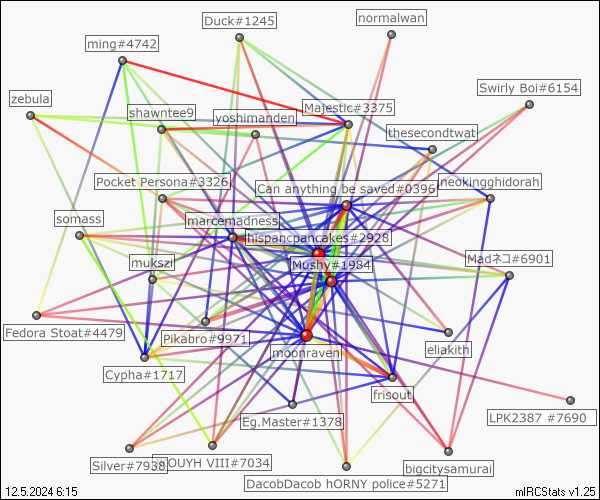 Duck#1245
normalwan
ming#4742
Swirly Boi#6154
zebula
shawntee9
Majestic#3375
yoshimanden
thesecondtwat
Pocket Persona#3326
Can anything be saved#0396
neokingghidorah
somass
marcemadness
hispancpancakes#2928
mukszi
Mushy#1984
Madネコ#6901
Fedora Stoat#4479
Pikabro#9971
moonraven
eliakith
Cypha#1717
frisout
Eg.Master#1378
LPK2387 #7690
Silver#7938
OUYH VIII#7034
DacobDacob hORNY police#5271
bigcitysamurai
12.5.2024 6:15
mIRCStats v1.25